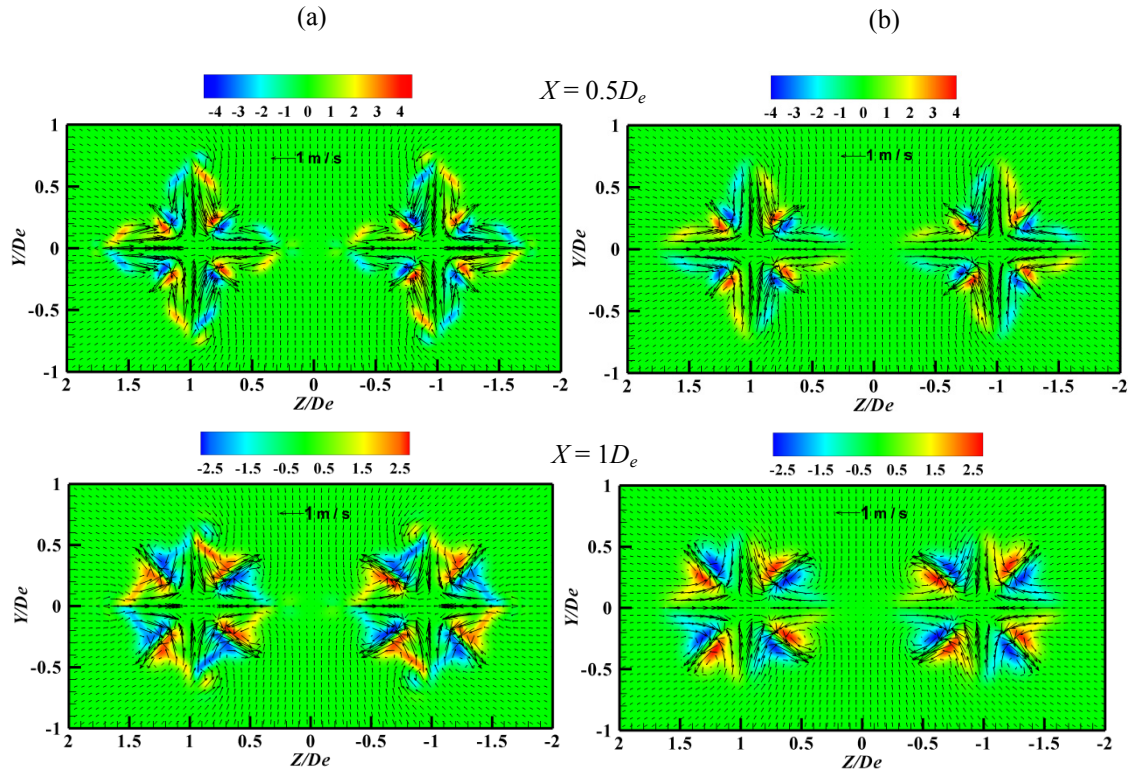 (a) (b)
-4 -3 -2 -1 0 1 2 3 4 X = 0.5De -4 -3 -2 -1 0 1 2 3 4
1 1 m / s 1 m / s
0.5
Y/De 0 Y/De 0
-0.5 -0.5
-1 -1
2 1.5 1 0.5 0 -0.5 -1 -1.5 -2 2 1.5 1 0.5 0 -0.5 -1 -1.5 -2
Z/De Z/De
-2.5 -1.5 -0.5 0.5 1.5 2.5 X = 1De -2.5 -1.5 -0.5 0.5 1.5 2.5
1 1 m / s 1 1 m / s
0.5 0.5
Y/De 0 Y/De 0
-0.5 -0.5
-1 -1
2 1.5 1 0.5 0 -0.5 -1 -1.5 -2 2 1.5 1 0.5 0 -0.5 -1 -1.5 -2
Z/De Z/De